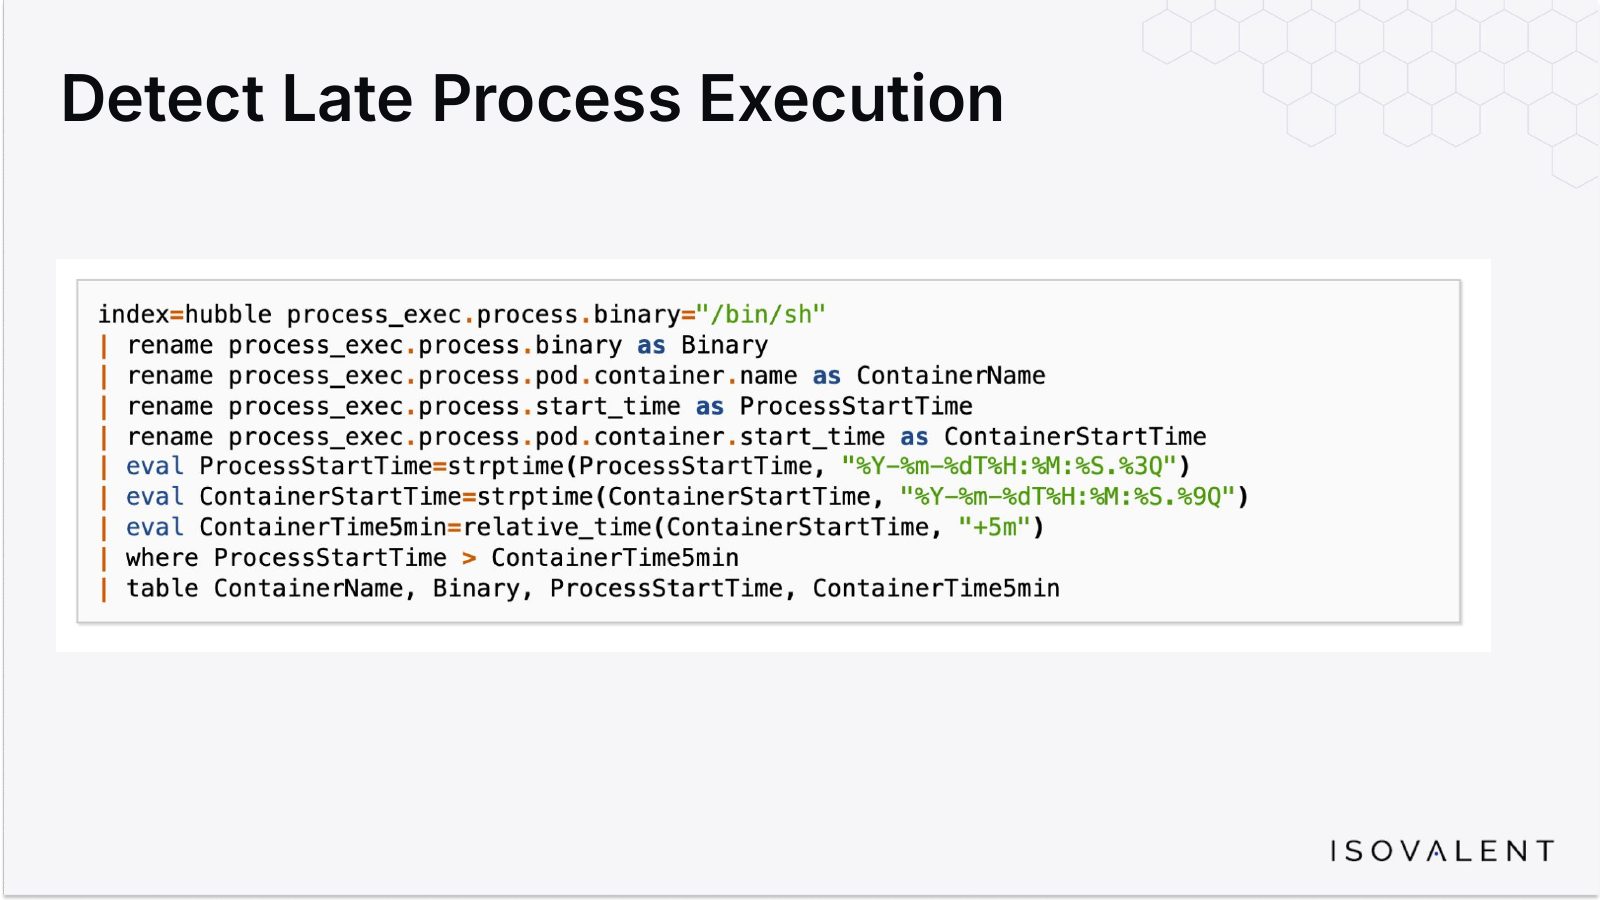 Detect Late Process Execution
index=hubble process_exec.process.binary="/bin/sh"
| rename process_exec.process.binary as Binary
| rename process_exec.process.pod.container.name as ContainerName
| rename process_exec.process.start_time as ProcessStartTime
| rename process_exec.process.pod.container.start_time as ContainerStartTime
| eval ProcessStartTime=strptime(ProcessStartTime, "%Y-%m-%dT%H:%M:%S.%3Q")
| eval ContainerStartTime=strptime(ContainerStartTime, "%Y-%m-%dT%H:%M:%S.%9Q")
| eval ContainerTime5min=relative_time(ContainerStartTime, "+5m")
| where ProcessStartTime > ContainerTime5min
| table ContainerName, Binary, ProcessStartTime, ContainerTime5min
ISOVALENT